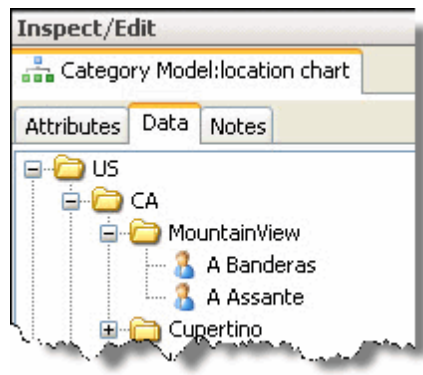 Inspect/Edit
Category Model:location chart
Attributes Data Notes
US
CA
MountainView
A Banderas
A Assante
Cupertino